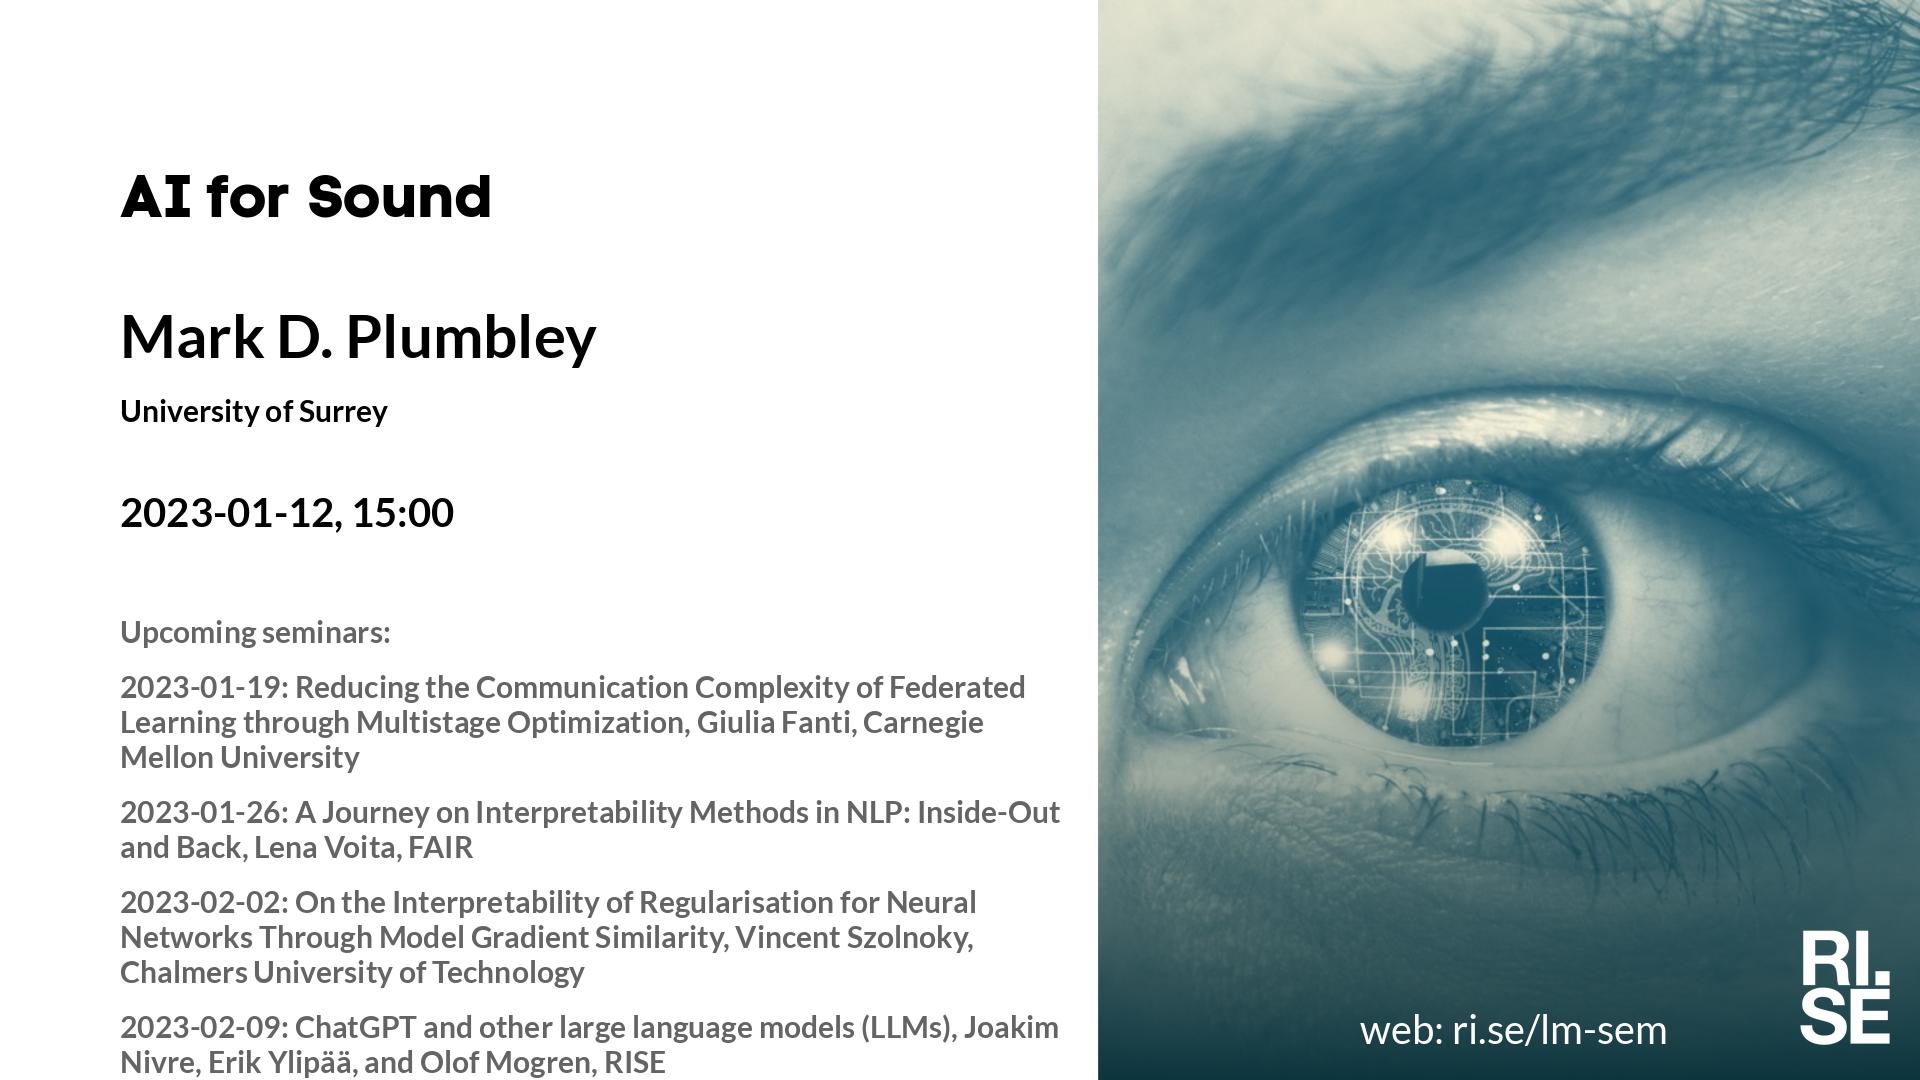 AI for Sound
Mark D. Plumbley
University of Surrey
2023-01-12, 15:00
Upcoming seminars:
2023-01-19: Reducing the Communication Complexity of Federated
Learning through Multistage Optimization, Giulia Fanti, Carnegie
Mellon University
2023-01-26: A Journey on Interpretability Methods in NLP: Inside-Out
and Back, Lena Voita, FAIR
2023-02-02: On the Interpretability of Regularisation for Neural
Networks Through Model Gradient Similarity, Vincent Szolnoky,
Chalmers University of Technology
2023-02-09: ChatGPT and other large language models (LLMs), Joakim
Nivre, Erik Ylipää, and Olof Mogren, RISE
web: ri.se/lm-sem
RI.
SE